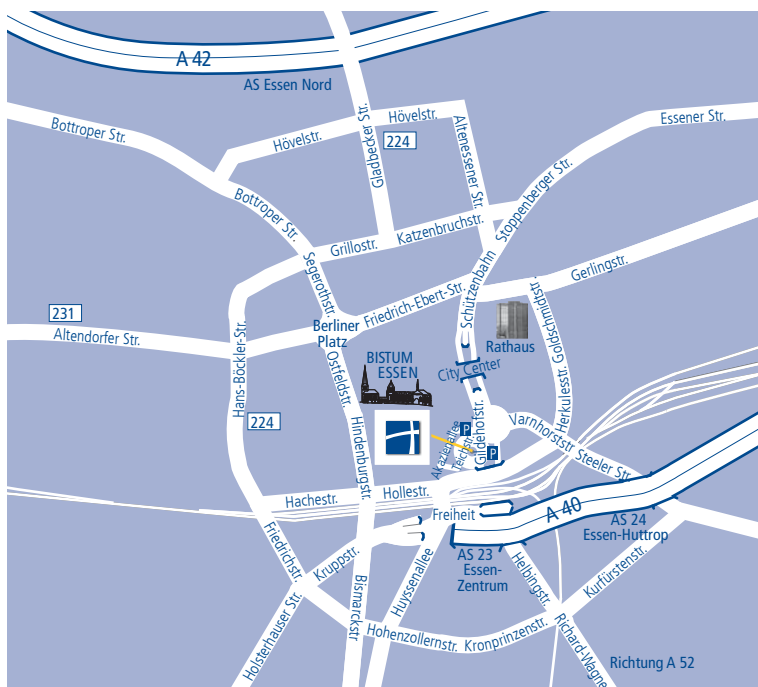 A 42
AS Essen Nord
Bottroper Str.
Hövelstr.
Hövelstr.
Gladbecker Str.
224
Altenessener Str.
Essener Str.
Stoppenberger Str.
Bottroper Str.
Grillostr.
Katzenbruchstr.
Segerothstr.
Schützenbahn
Gerlingstr.
Goldschmidtstr.
231
Altendorfer Str.
Berliner
Platz
Friedrich-Ebert-Str.
Rathaus
Hans-Böckler-Str.
BISTUM
ESSEN
City Center
Ostfeldstr.
Herkulesstr.
224
Hindenburgstr.
Akazienallee
Teichstr.
P
Gildehofstr.
P
Varnhorststr
Steeler Str.
Hachestr.
Hollestr.
Freiheit
A 40
AS 24
Essen-Huttrop
AS 23
Essen-
Zentrum
Friedrichstr.
Kruppstr.
Huyssenallee
Helbingstr.
Kurfürstenstr.
Holsterhauser Str.
Bismarckstr
Hohenzollernstr.
Kronprinzenstr.
Richard-Wagne
Richtung A 52